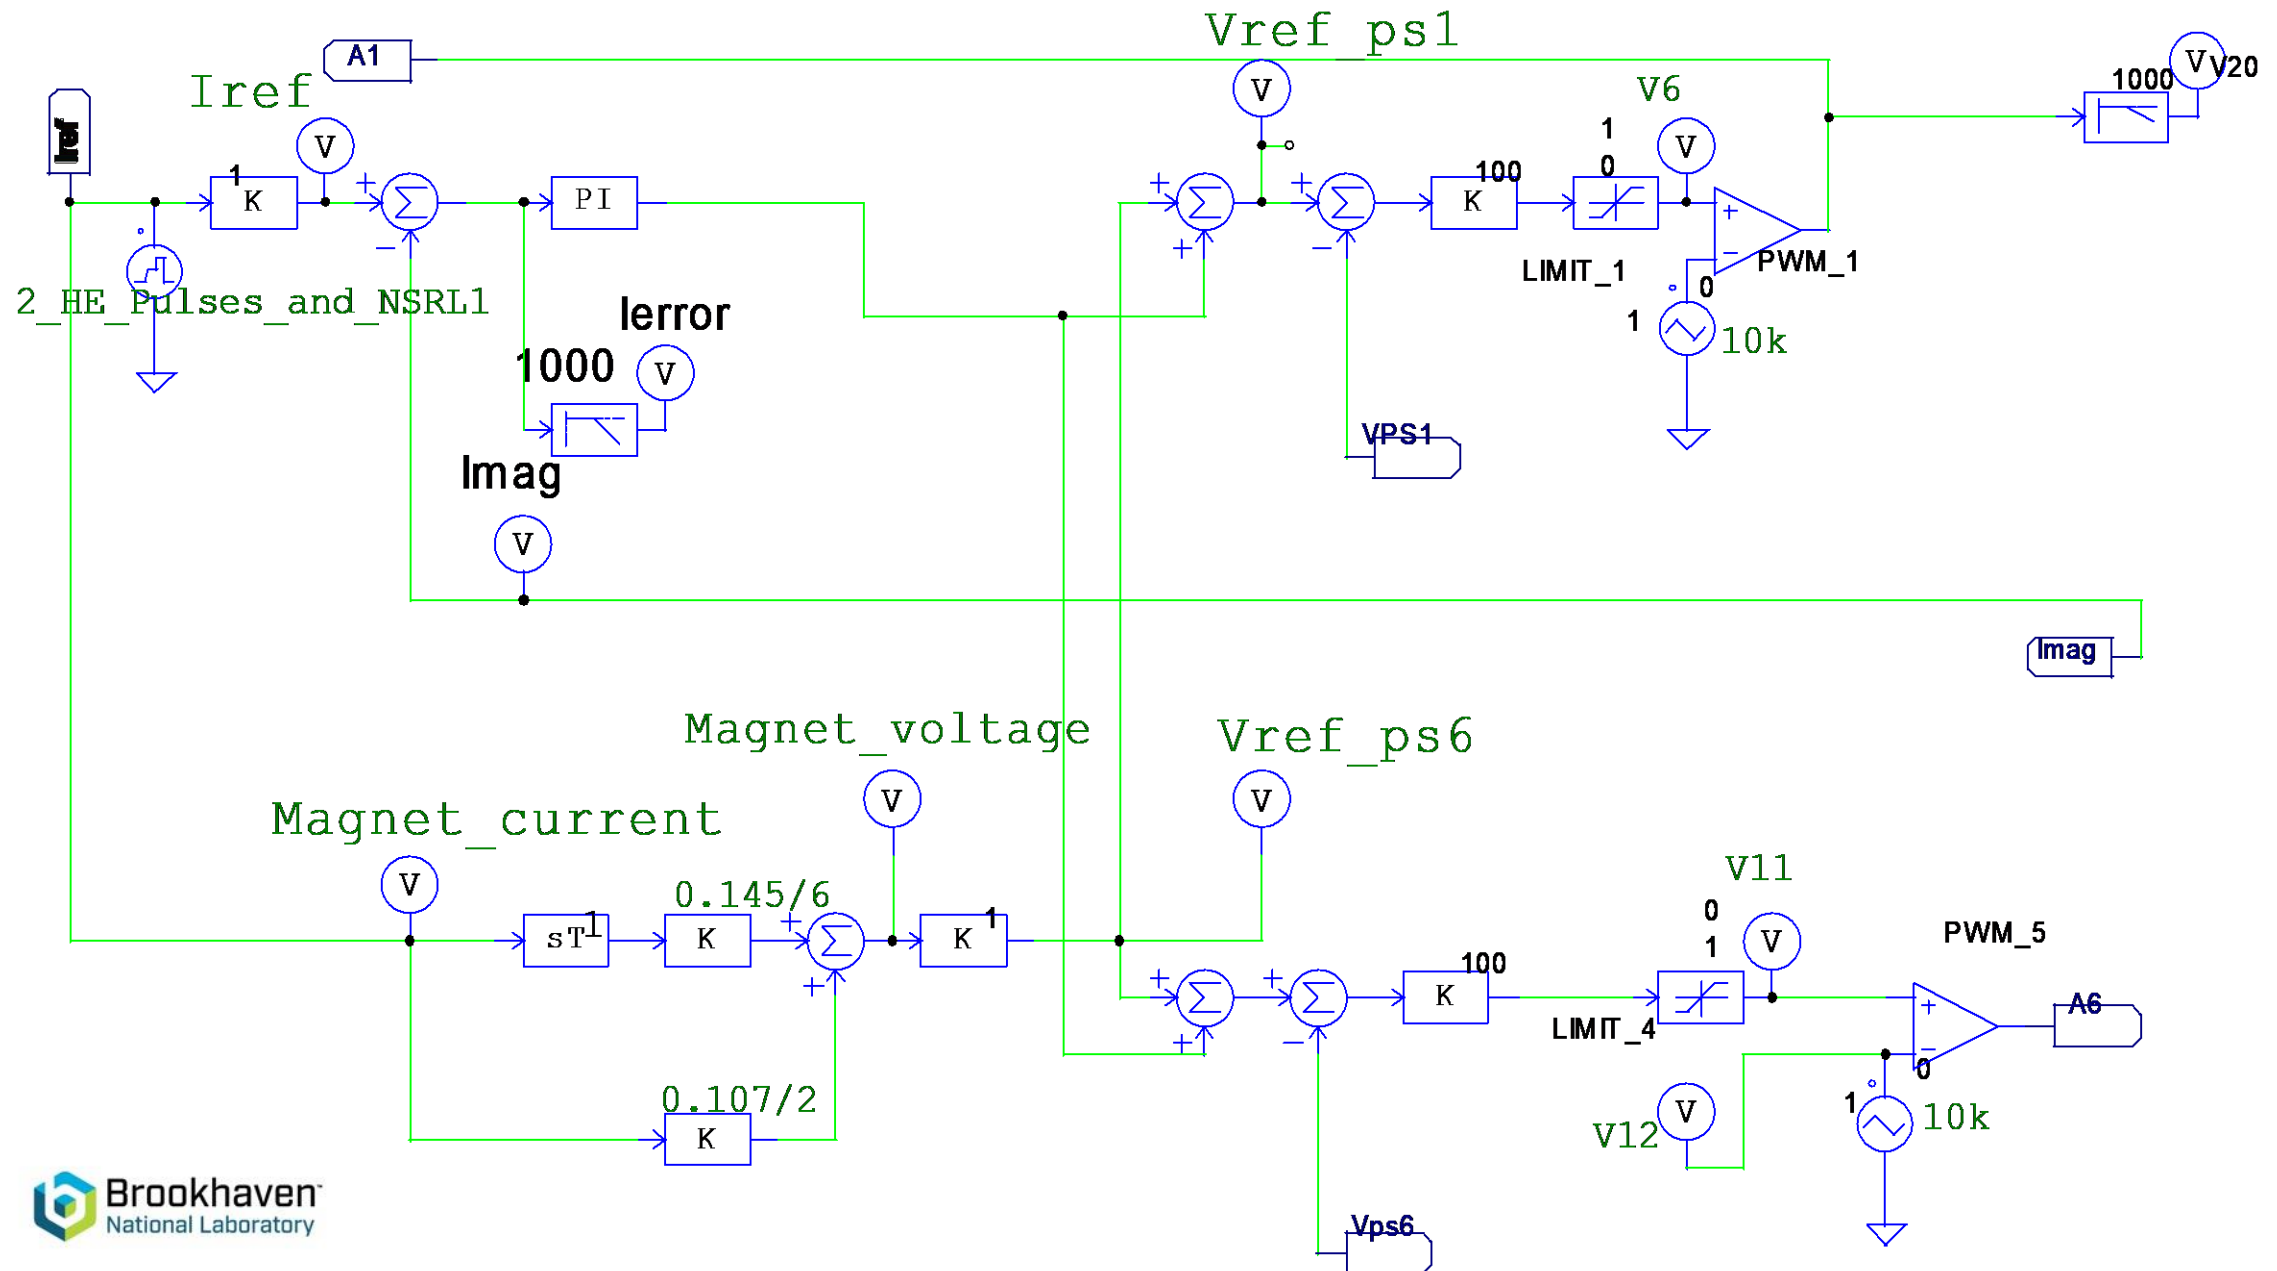 Vref_ps1
A1
V
V20
1000
Iref
V
V6
Iref
V
1
0
V
1
K
+
Σ
−
PI
+
Σ
+
+
Σ
−
100
K
LIMIT_1
+
−
PWM_1
2_HE_Pulses_and_NSRL1
0
1
10k
Ierror
1000
V
VPS1
Imag
V
Imag
Magnet_voltage
Vref_ps6
V
V
Magnet_current
V
0.145/6
sT
1
K
+
Σ
+
1
K
V11
0
1
V
PWM_5
+
Σ
+
+
Σ
−
100
K
LIMIT_4
+
−
A6
0
1
10k
V
V12
0.107/2
K
Vps6
Brookhaven
National Laboratory